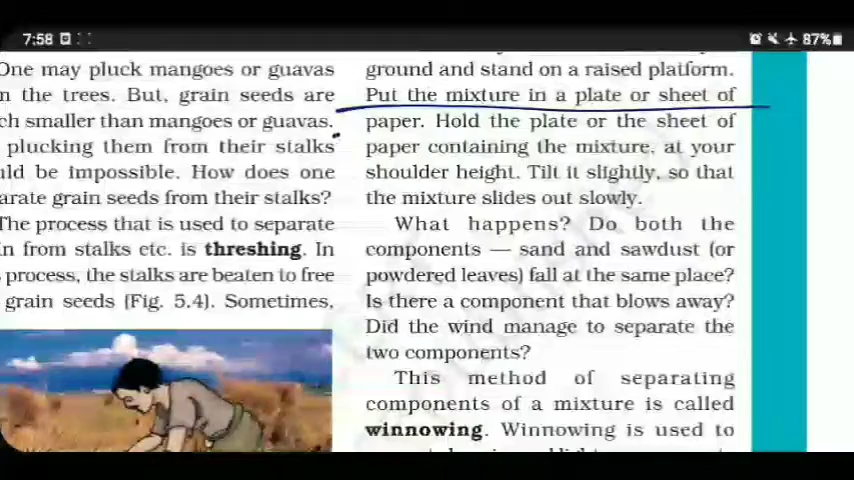 7:58
87%
One may pluck mangoes or guavas
n the trees. But, grain seeds are
ch smaller than mangoes or guavas.
plucking them from their stalks
uld be impossible. How does one
arate grain seeds from their stalks?
The process that is used to separate
in from stalks etc. is threshing. In
process, the stalks are beaten to free
grain seeds (Fig. 5.4). Sometimes,
ground and stand on a raised platform.
Put the mixture in a plate or sheet of
paper. Hold the plate or the sheet of
paper containing the mixture, at your
shoulder height. Tilt it slightly, so that
the mixture slides out slowly.
What happens? Do both the
components — sand and sawdust (or
powdered leaves) fall at the same place?
Is there a component that blows away?
Did the wind manage to separate the
two components?
This method of separating
components of a mixture is called
winnowing. Winnowing is used to